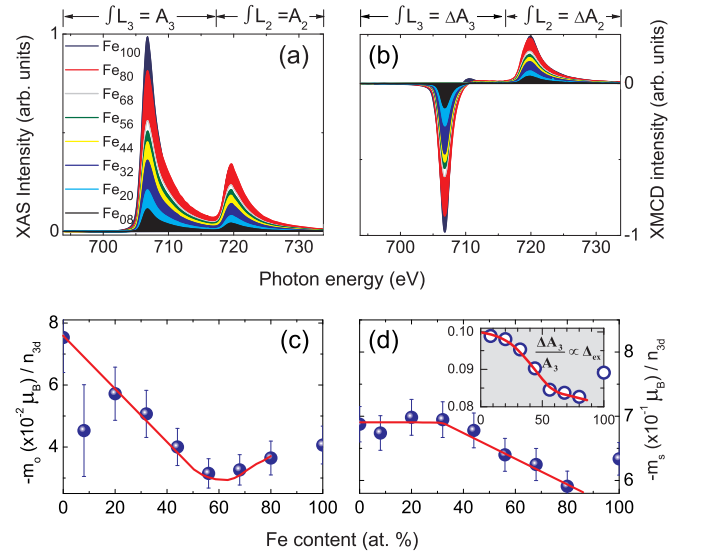 ∫L₃ = A₃ ∫L₂ =A₂
∫L₃ = ΔA₃ ∫L₂ = ΔA₂
XAS Intensity (arb. units)
1
0
Fe₁₀₀
Fe₈₀
Fe₆₈
Fe₅₆
Fe₄₄
Fe₃₂
Fe₂₀
Fe₀₈
(a)
700 710 720 730
(b)
0
-1
XMCD intensity (arb. units)
700 710 720 730
Photon energy (eV)
-mₒ (x10⁻² μ_B) / n₃d
8
6
4
(c)
0 20 40 60 80 100
(d)
0.10
0.09
0.08
ΔA₃/A₃ ∝ Δₑₓ
0 50 100
8
7
6
-mₛ (x10⁻¹ μ_B) / n₃d
0 20 40 60 80 100
Fe content (at. %)